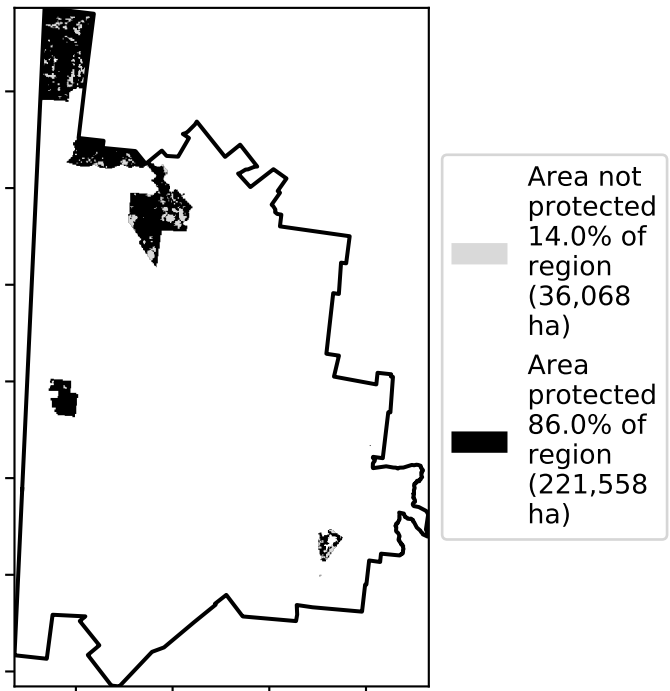 Area not
protected
14.0% of
region
(36,068
ha)
Area
protected
86.0% of
region
(221,558
ha)